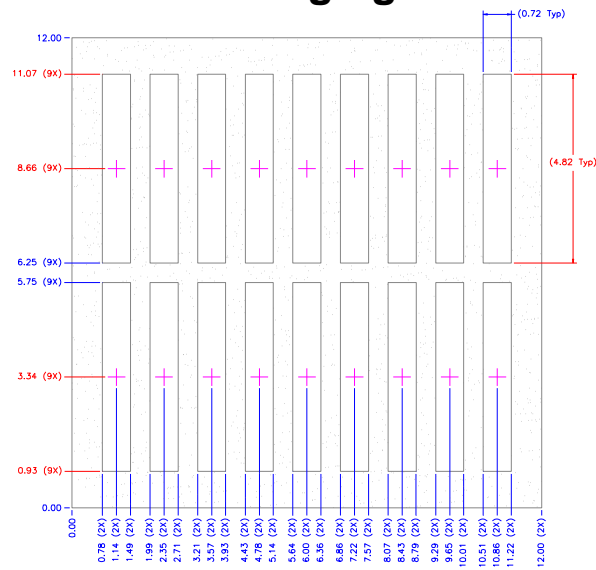 (0.72 Typ)
12.00
11.07 (9X)
8.66 (9X)
(4.82 Typ)
6.25 (9X)
5.75 (9X)
3.34 (9X)
0.93 (9X)
0.00
0.00
0.78 (2X)
1.14 (2X)
1.49 (2X)
1.99 (2X)
2.35 (2X)
2.71 (2X)
3.21 (2X)
3.57 (2X)
3.93 (2X)
4.43 (2X)
4.78 (2X)
5.14 (2X)
5.64 (2X)
6.00 (2X)
6.36 (2X)
6.86 (2X)
7.22 (2X)
7.57 (2X)
8.07 (2X)
8.43 (2X)
8.79 (2X)
9.29 (2X)
9.65 (2X)
10.01 (2X)
10.51 (2X)
10.86 (2X)
11.22 (2X)
12.00 (2X)